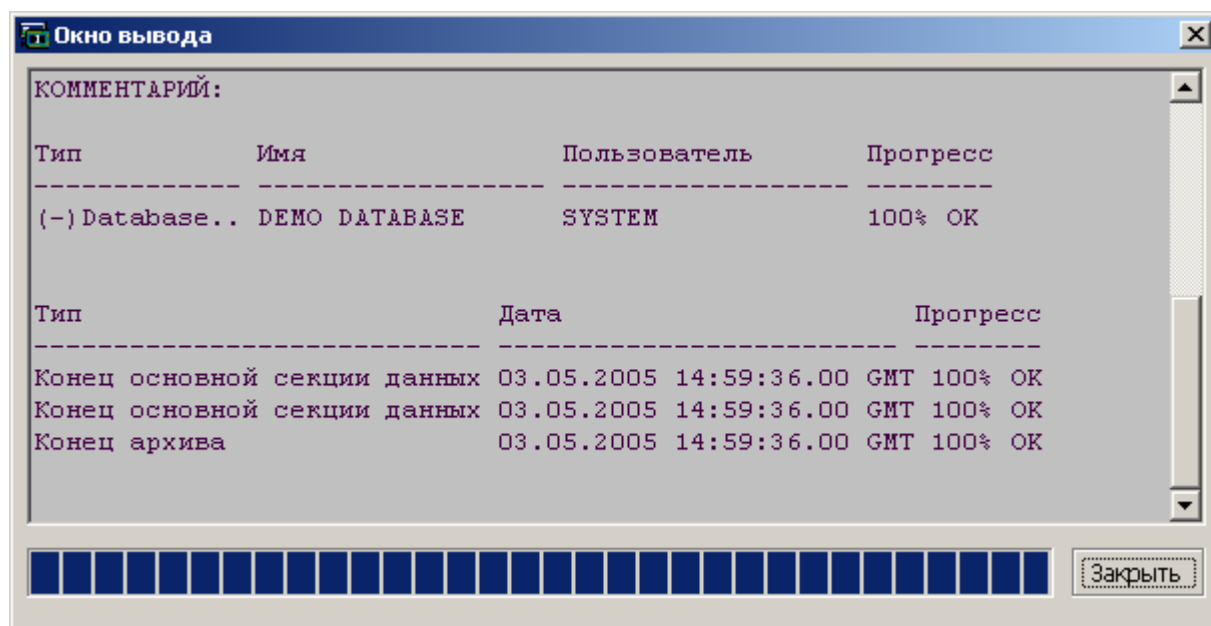 Окно вывода
КОММЕНТАРИЙ:
Тип Имя Пользователь Прогресс
------------- ------------------ ------------------ --------
(-)Database.. DEMO DATABASE SYSTEM 100% OK
Тип Дата Прогресс
---------------------------- ------------------------- --------
Конец основной секции данных 03.05.2005 14:59:36.00 GMT 100% OK
Конец основной секции данных 03.05.2005 14:59:36.00 GMT 100% OK
Конец архива 03.05.2005 14:59:36.00 GMT 100% OK
Закрыть